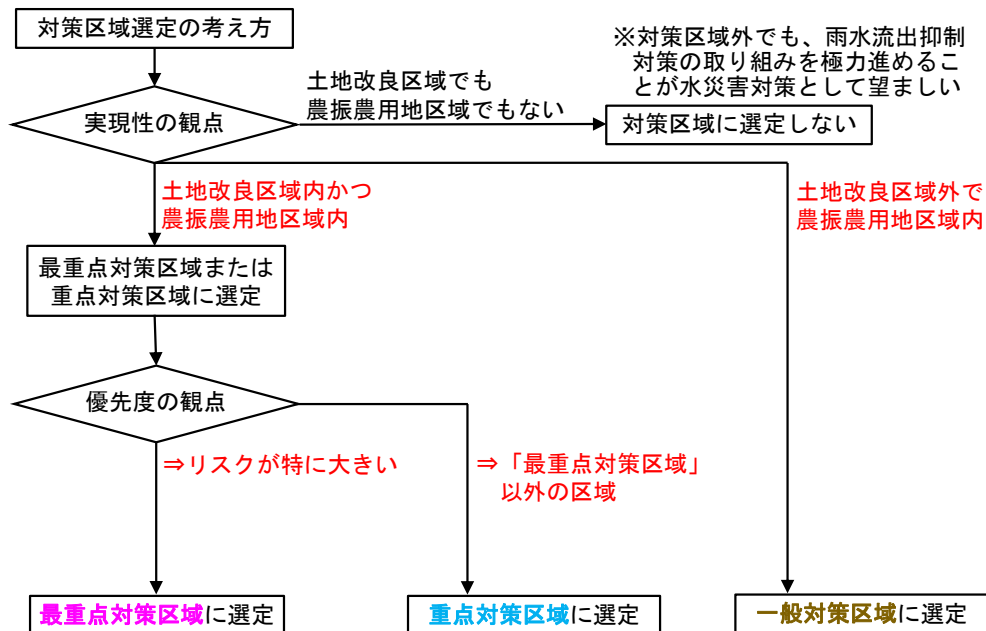 対策区域選定の考え方
※対策区域外でも、雨水流出抑制
対策の取り組みを極力進めるこ
とが水災害対策として望ましい
土地改良区域でも
農振農用地区域でもない
実現性の観点
対策区域に選定しない
土地改良区域内かつ
農振農用地区域内
土地改良区域外で
農振農用地区域内
最重点対策区域または
重点対策区域に選定
優先度の観点
⇒リスクが特に大きい
⇒「最重点対策区域」
以外の区域
最重点対策区域に選定
重点対策区域に選定
一般対策区域に選定